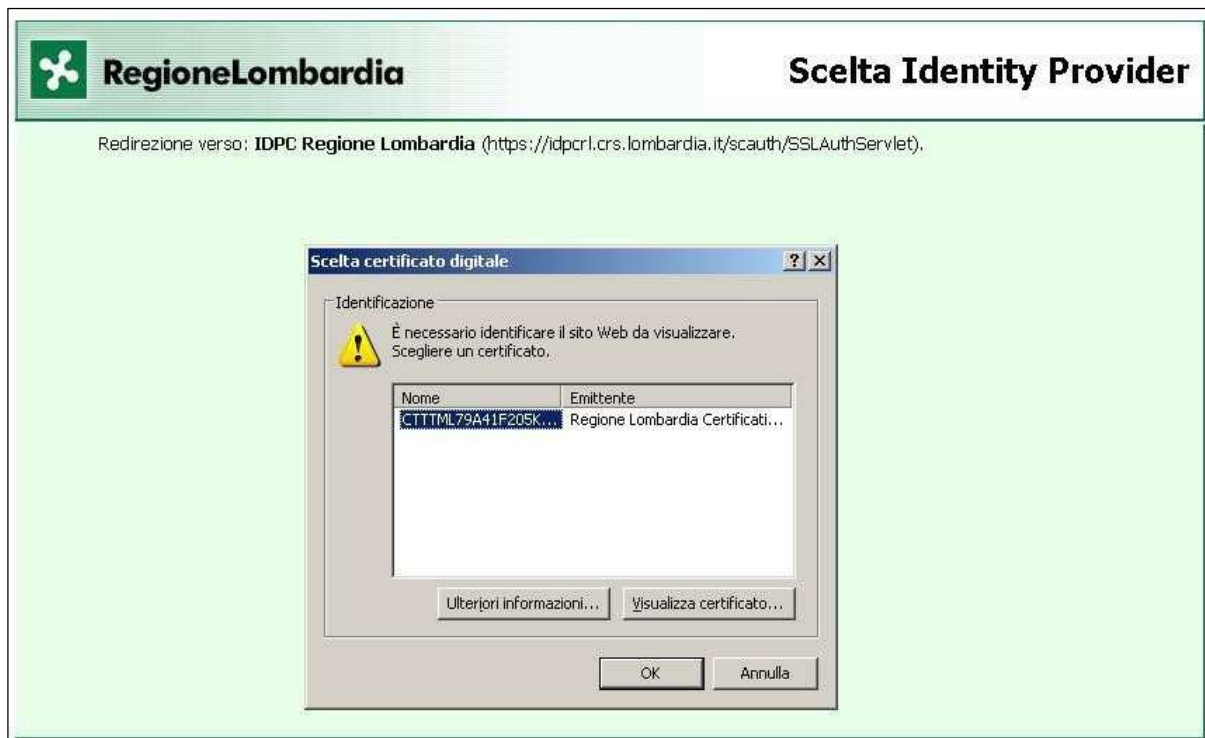 RegioneLombardia
Scelta Identity Provider
Redirezione verso: IDPC Regione Lombardia (https://idpcrl.crs.lombardia.it/scauth/SSLAuthServlet).
Scelta certificato digitale
Identificazione
È necessario identificare il sito Web da visualizzare.
Scegliere un certificato.
Nome Emittente
CTTTML79A41F205K... Regione Lombardia Certificati...
Ulteriori informazioni... Visualizza certificato...
OK Annulla